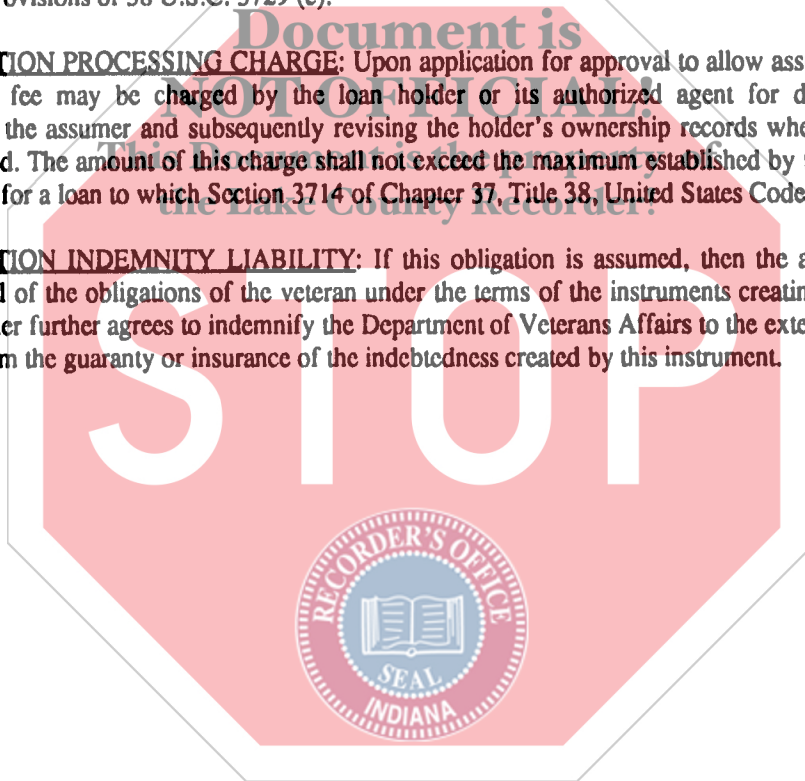 ovisions of 38 U.S.C. 3729 (c).
Document is
NOT OFFICIAL!
This Document is the property of
the Lake County Recorder!
TION PROCESSING CHARGE: Upon application for approval to allow ass
fee may be charged by the loan holder or its authorized agent for d
the assumer and subsequently revising the holder's ownership records whe
d. The amount of this charge shall not exceed the maximum established by
for a loan to which Section 3714 of Chapter 37, Title 38, United States Code
TION INDEMNITY LIABILITY: If this obligation is assumed, then the a
of the obligations of the veteran under the terms of the instruments creatin
er further agrees to indemnify the Department of Veterans Affairs to the exte
m the guaranty or insurance of the indebtedness created by this instrument.
STOP
RECORDER'S OFFICE
SEAL
INDIANA